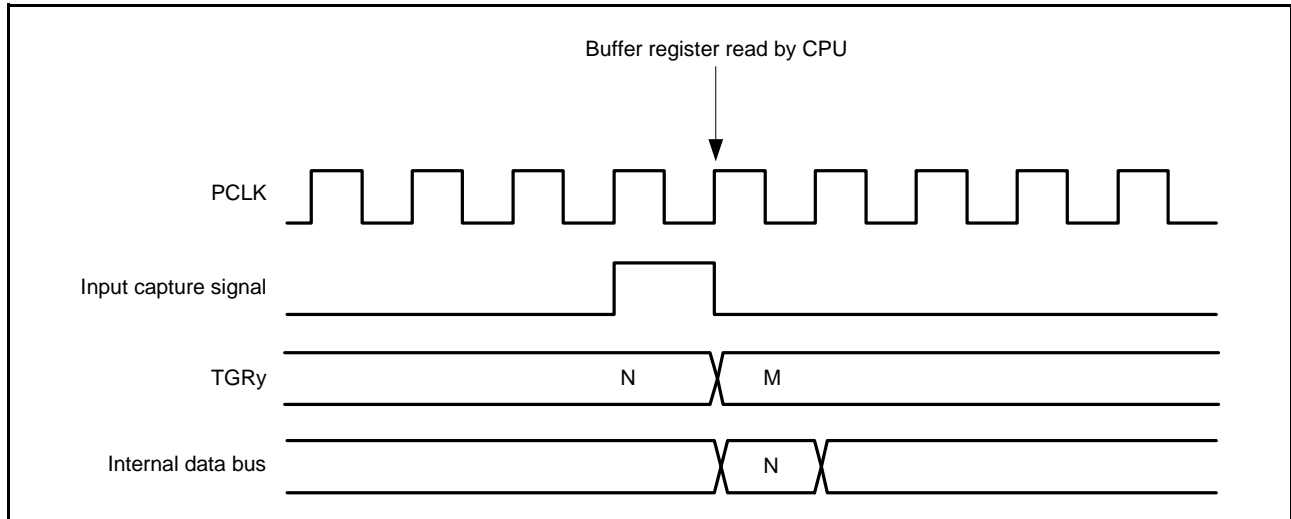 Buffer register read by CPU
PCLK
Input capture signal
TGRy
N
M
Internal data bus
N